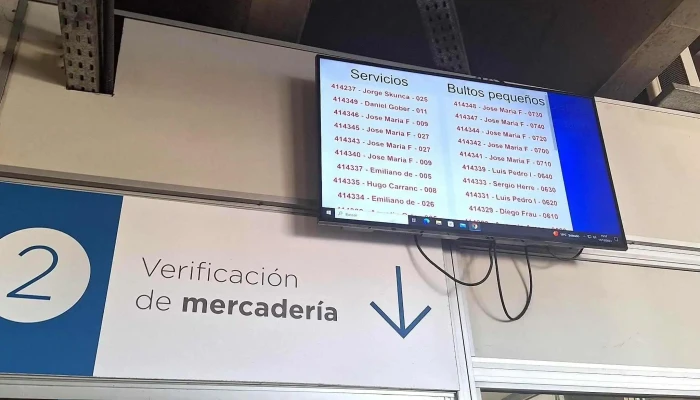 2
Verificación
de mercadería
Servicios
414237 - Jorge Skunca - 025
414349 - Daniel Gober - 011
414346 - Jose Maria F - 009
414345 - Jose Maria F - 027
414343 - Jose Maria F - 027
414340 - Jose Maria F - 009
414337 - Emiliano de - 005
414335 - Hugo Carranc - 008
414334 - Emiliano de - 026
Bultos pequeños
414348 - Jose Maria F - 0730
414347 - Jose Maria F - 0740
414344 - Jose Maria F - 0720
414342 - Jose Maria F - 0700
414341 - Jose Maria F - 0710
414339 - Luis Pedro I - 0640
414333 - Sergio Herre - 0630
414331 - Luis Pedro I - 0620
414329 - Diego Frau - 0610